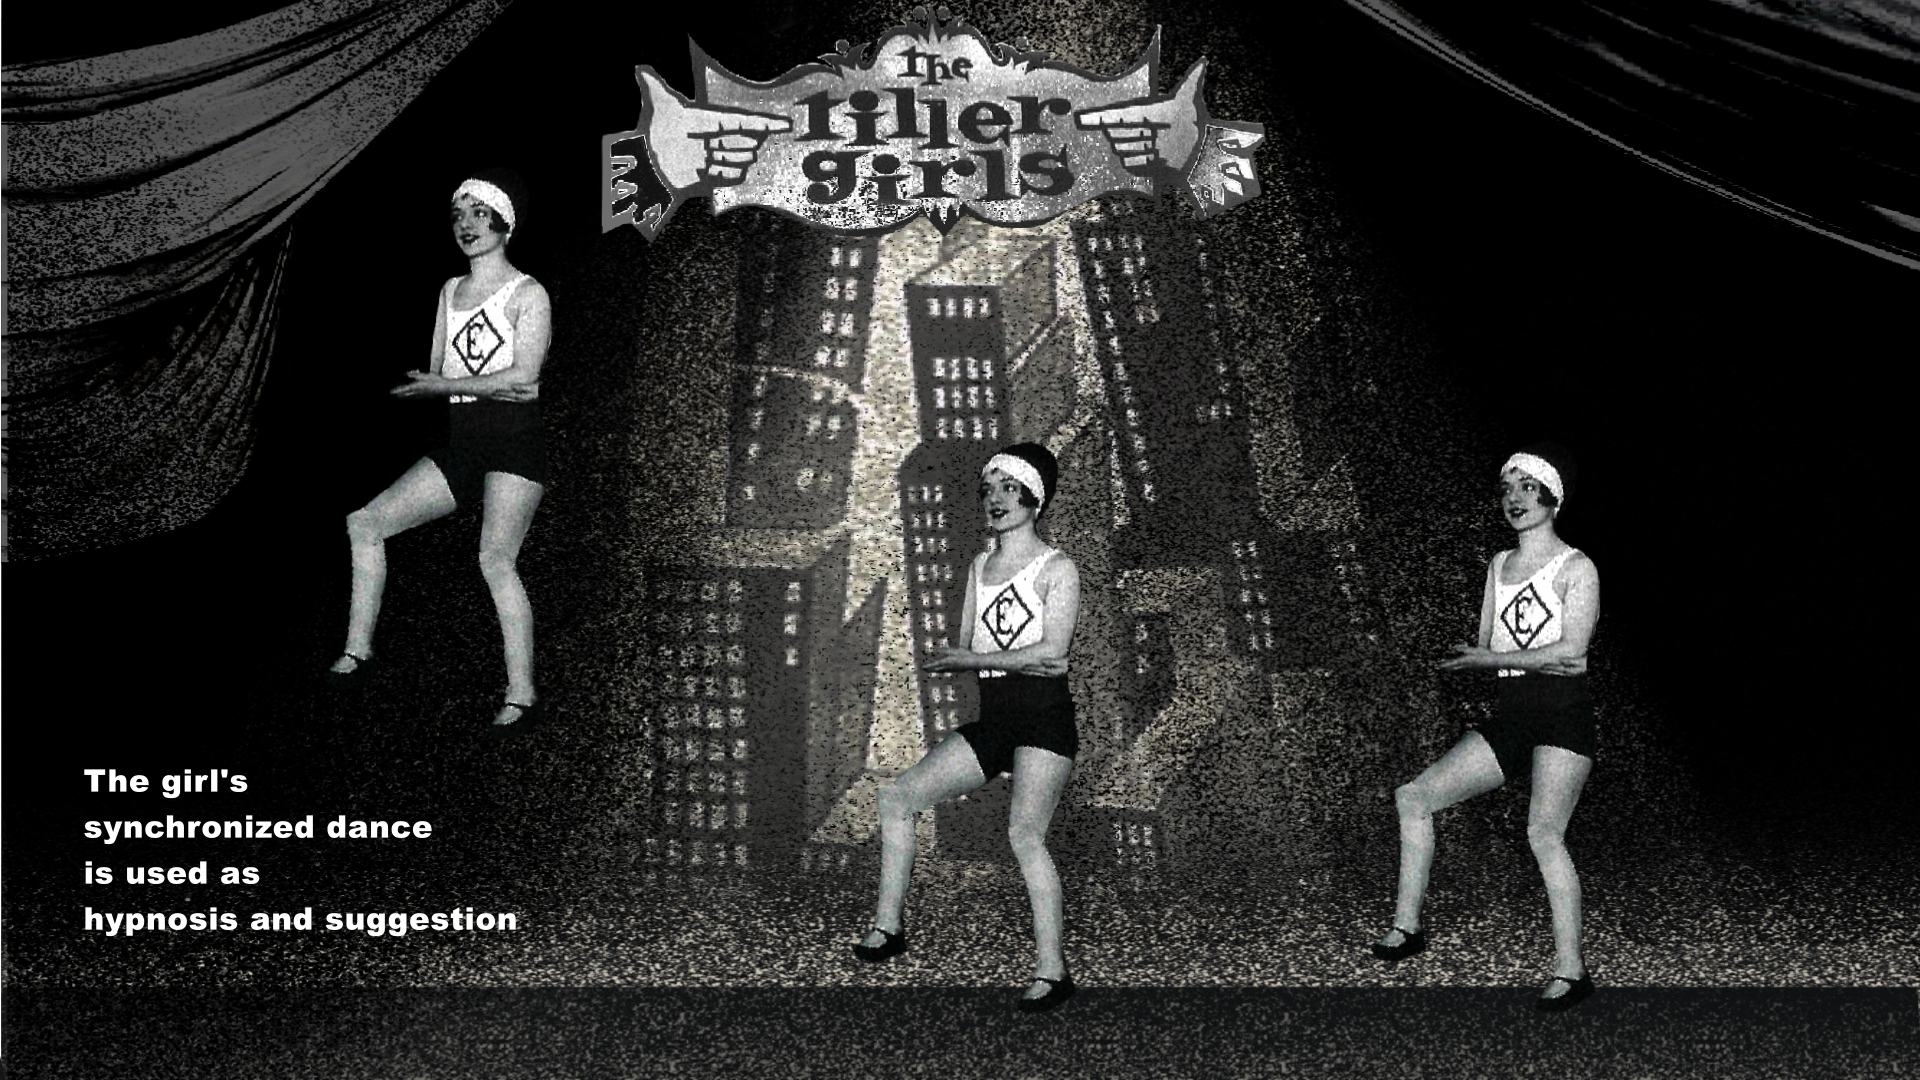 the
tiller
girls
The girl's
synchronized dance
is used as
hypnosis and suggestion